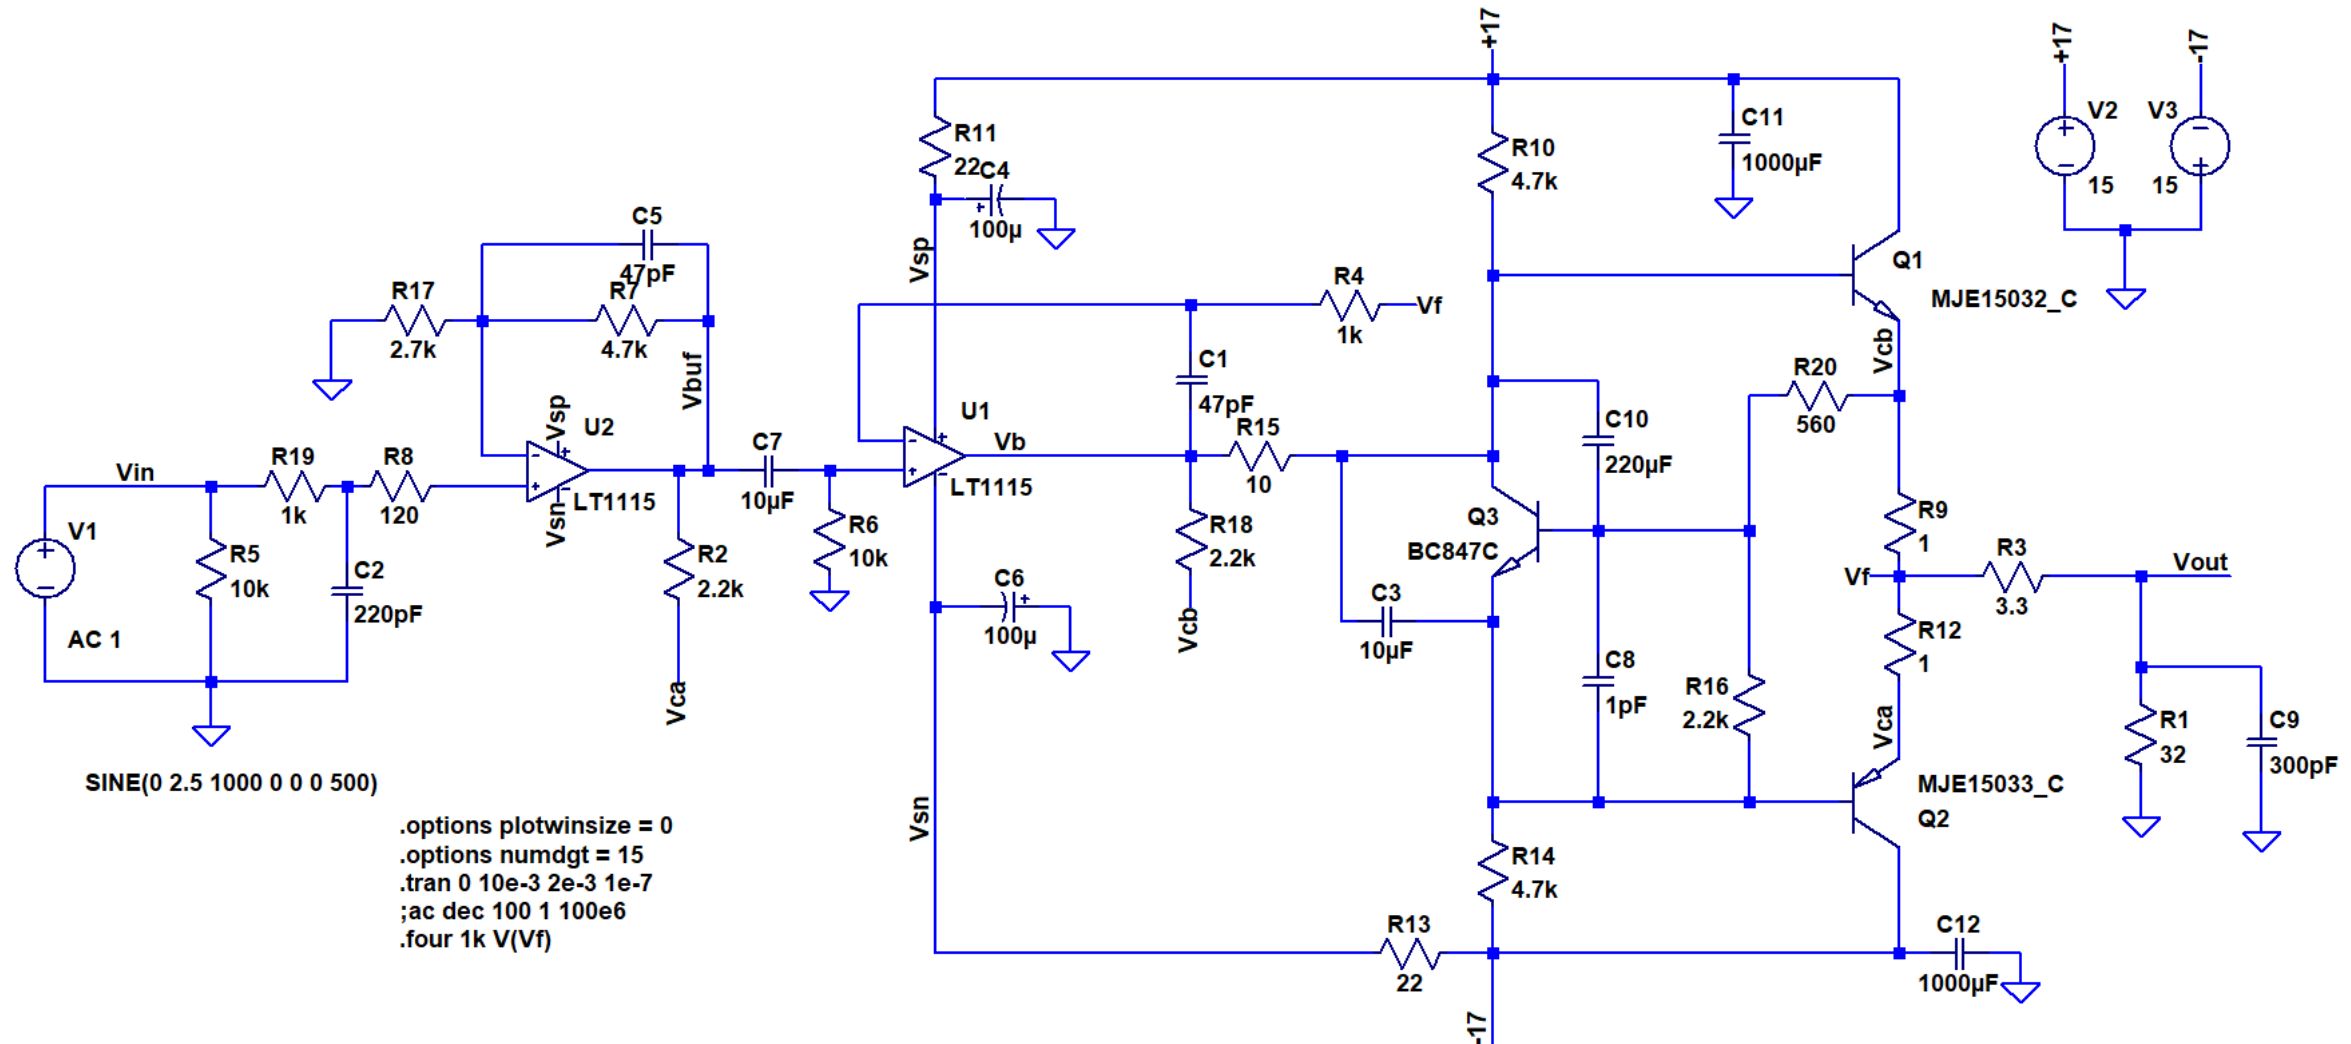 +17
+17
-17
R11
22
C4
100µ
Vsp
R10
4.7k
C11
1000µF
V2
15
V3
15
Q1
MJE15032_C
C5
47pF
R17
2.7k
R7
4.7k
Vbuf
R4
1k
Vf
Vcb
C1
47pF
R20
560
Vsp
U2
U1
Vb
R15
10
C10
220µF
Vin
R19
1k
R8
120
LT1115
Vsn
C7
10µF
LT1115
V1
R5
10k
C2
220pF
AC 1
R2
2.2k
R6
10k
R18
2.2k
Q3
BC847C
R9
1
Vf
R3
3.3
Vout
C6
100µ
Vcb
C3
10µF
R12
1
C8
1pF
R16
2.2k
Vca
Vca
R1
32
C9
300pF
MJE15033_C
Q2
SINE(0 2.5 1000 0 0 0 500)
Vsn
.options plotwinsize = 0
.options numdgt = 15
.tran 0 10e-3 2e-3 1e-7
;ac dec 100 1 100e6
.four 1k V(Vf)
R14
4.7k
R13
22
C12
1000µF
-17